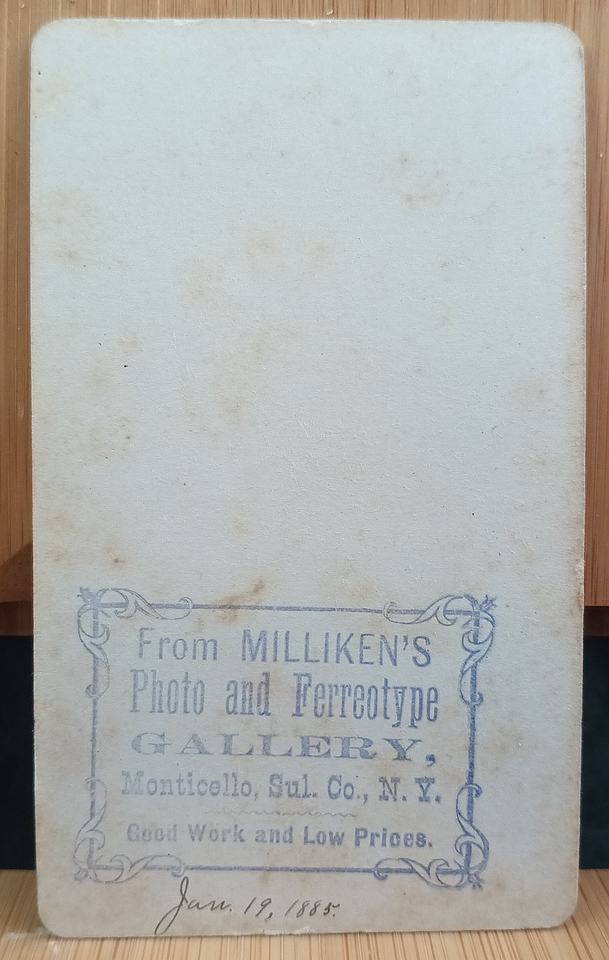 From MILLIKEN'S
Photo and Ferreotype
GALLERY,
Monticello, Sul. Co., N. Y.
Good Work and Low Prices.
Jan. 19, 1885.